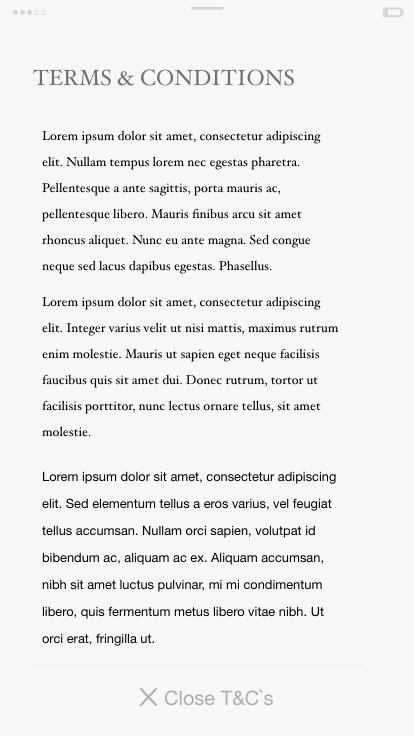 TERMS & CONDITIONS
Lorem ipsum dolor sit amet, consectetur adipiscing
elit. Nullam tempus lorem nec egestas pharetra.
Pellentesque a ante sagittis, porta mauris ac,
pellentesque libero. Mauris finibus arcu sit amet
rhoncus aliquet. Nunc eu ante magna. Sed congue
neque sed lacus dapibus egestas. Phasellus.
Lorem ipsum dolor sit amet, consectetur adipiscing
elit. Integer varius velit ut nisi mattis, maximus rutrum
enim molestie. Mauris ut sapien eget neque facilisis
faucibus quis sit amet dui. Donec rutrum, tortor ut
facilisis porttitor, nunc lectus ornare tellus, sit amet
molestie.
Lorem ipsum dolor sit amet, consectetur adipiscing
elit. Sed elementum tellus a eros varius, vel feugiat
tellus accumsan. Nullam orci sapien, volutpat id
bibendum ac, aliquam ac ex. Aliquam accumsan,
nibh sit amet luctus pulvinar, mi mi condimentum
libero, quis fermentum metus libero vitae nibh. Ut
orci erat, fringilla ut.
Close T&C`s